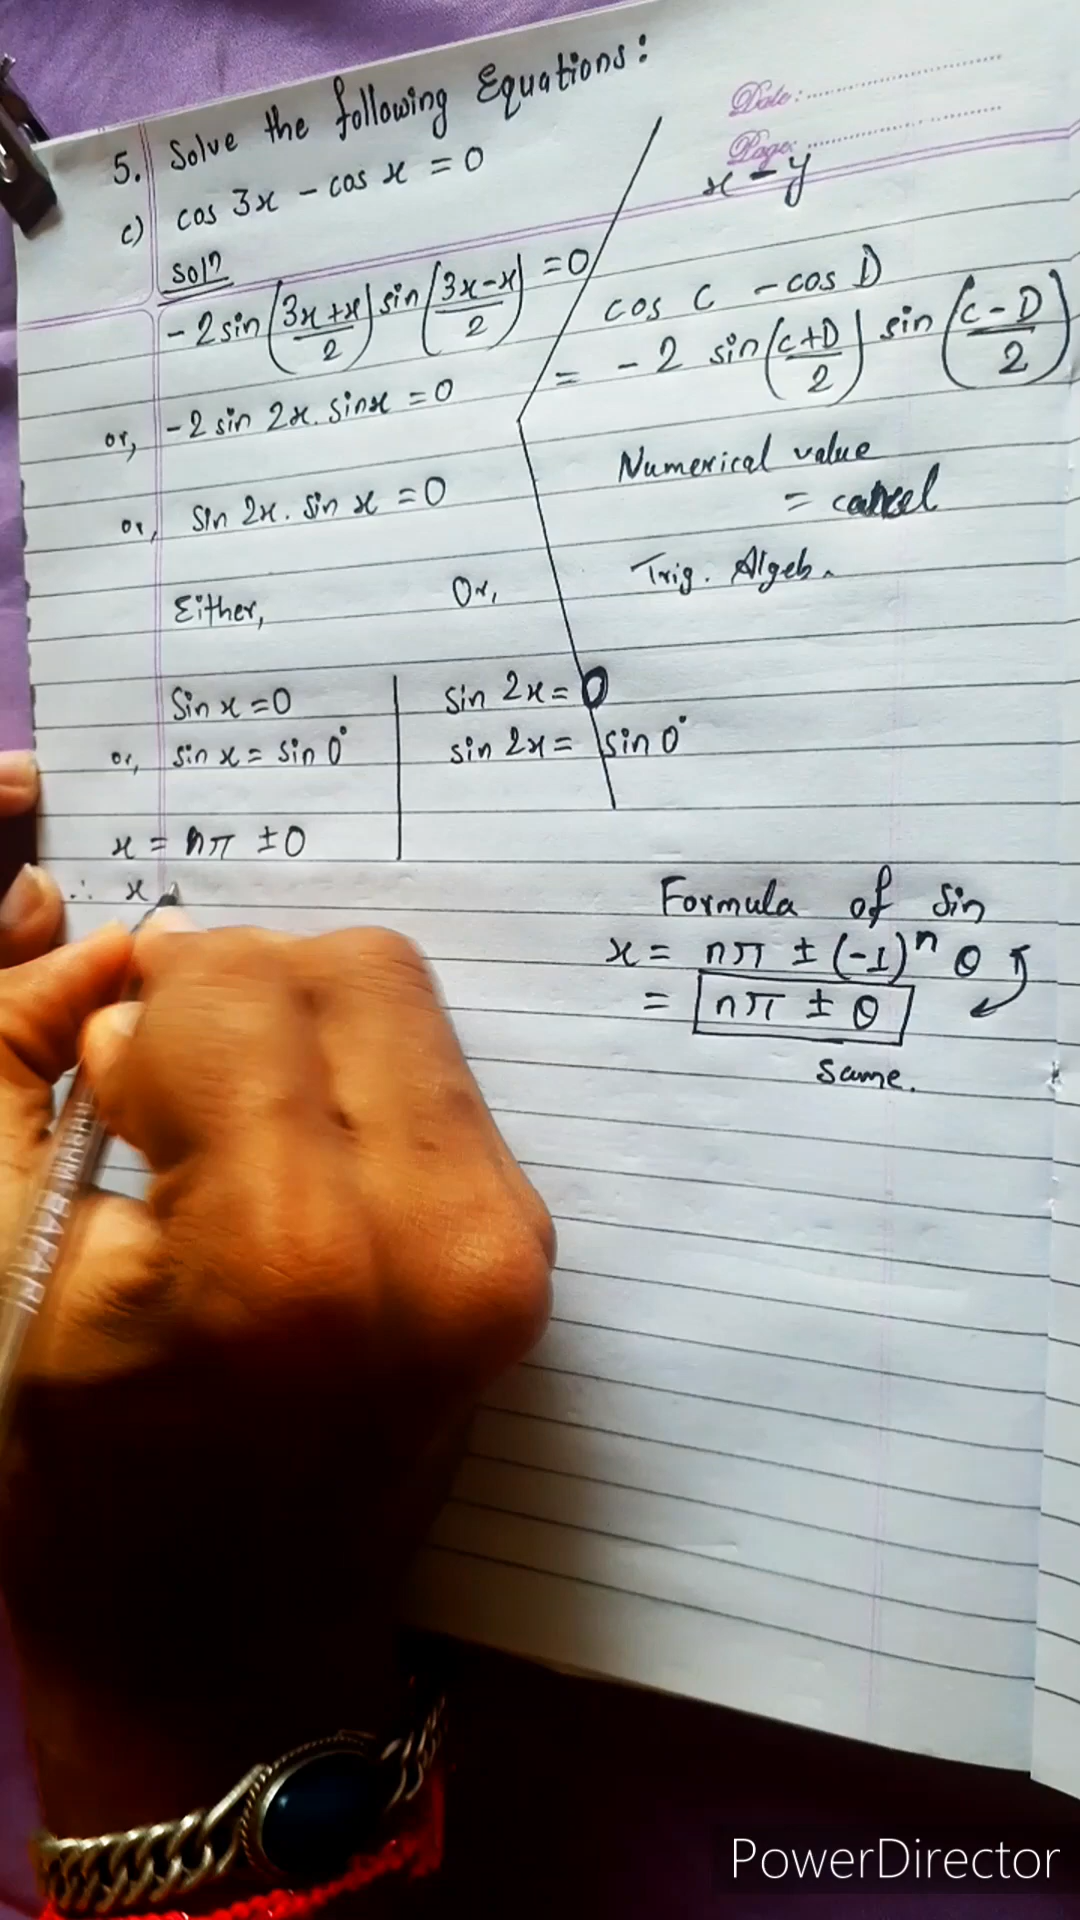 Date:
Page:
5. Solve the following Equations:
c) cos 3x - cos x = 0
Sol?
-2 sin (3x+x/2) sin (3x-x/2) = 0
or, -2 sin 2x. sinx = 0
or, sin 2x. sin x = 0
Either, Or,
Sin x = 0
or, sin x = sin 0°
x = nπ ± 0
∴ x
sin 2x = 0
sin 2x = sin 0°
x - y
cos C - cos D
= -2 sin (C+D/2) sin (C-D/2)
Numerical value
= cancel
Trig. Algeb.
Formula of Sin
x = nπ ± (-1)ⁿ θ
= nπ ± θ
Same.
SAFARI
PowerDirector